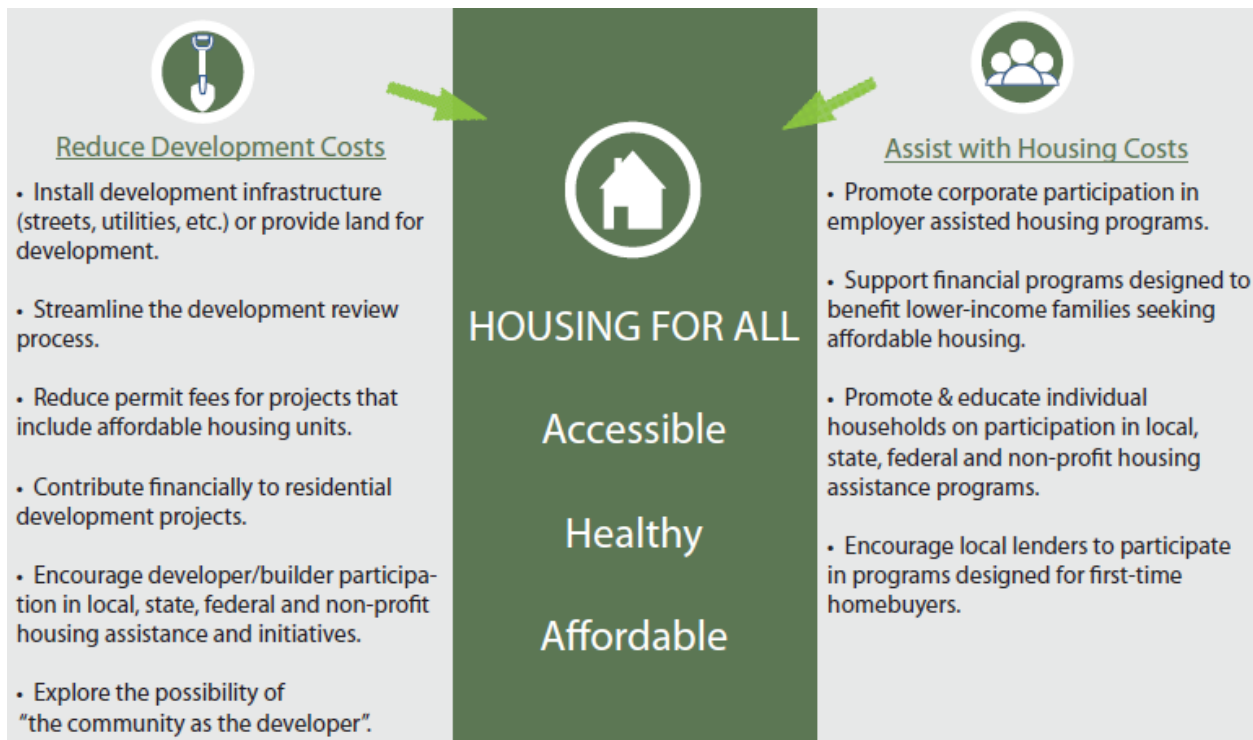 Reduce Development Costs
• Install development infrastructure
(streets, utilities, etc.) or provide land for
development.
• Streamline the development review
process.
• Reduce permit fees for projects that
include affordable housing units.
• Contribute financially to residential
development projects.
• Encourage developer/builder participa-
tion in local, state, federal and non-profit
housing assistance and initiatives.
• Explore the possibility of
"the community as the developer".
HOUSING FOR ALL
Accessible
Healthy
Affordable
Assist with Housing Costs
• Promote corporate participation in
employer assisted housing programs.
• Support financial programs designed to
benefit lower-income families seeking
affordable housing.
• Promote & educate individual
households on participation in local,
state, federal and non-profit housing
assistance programs.
• Encourage local lenders to participate
in programs designed for first-time
homebuyers.